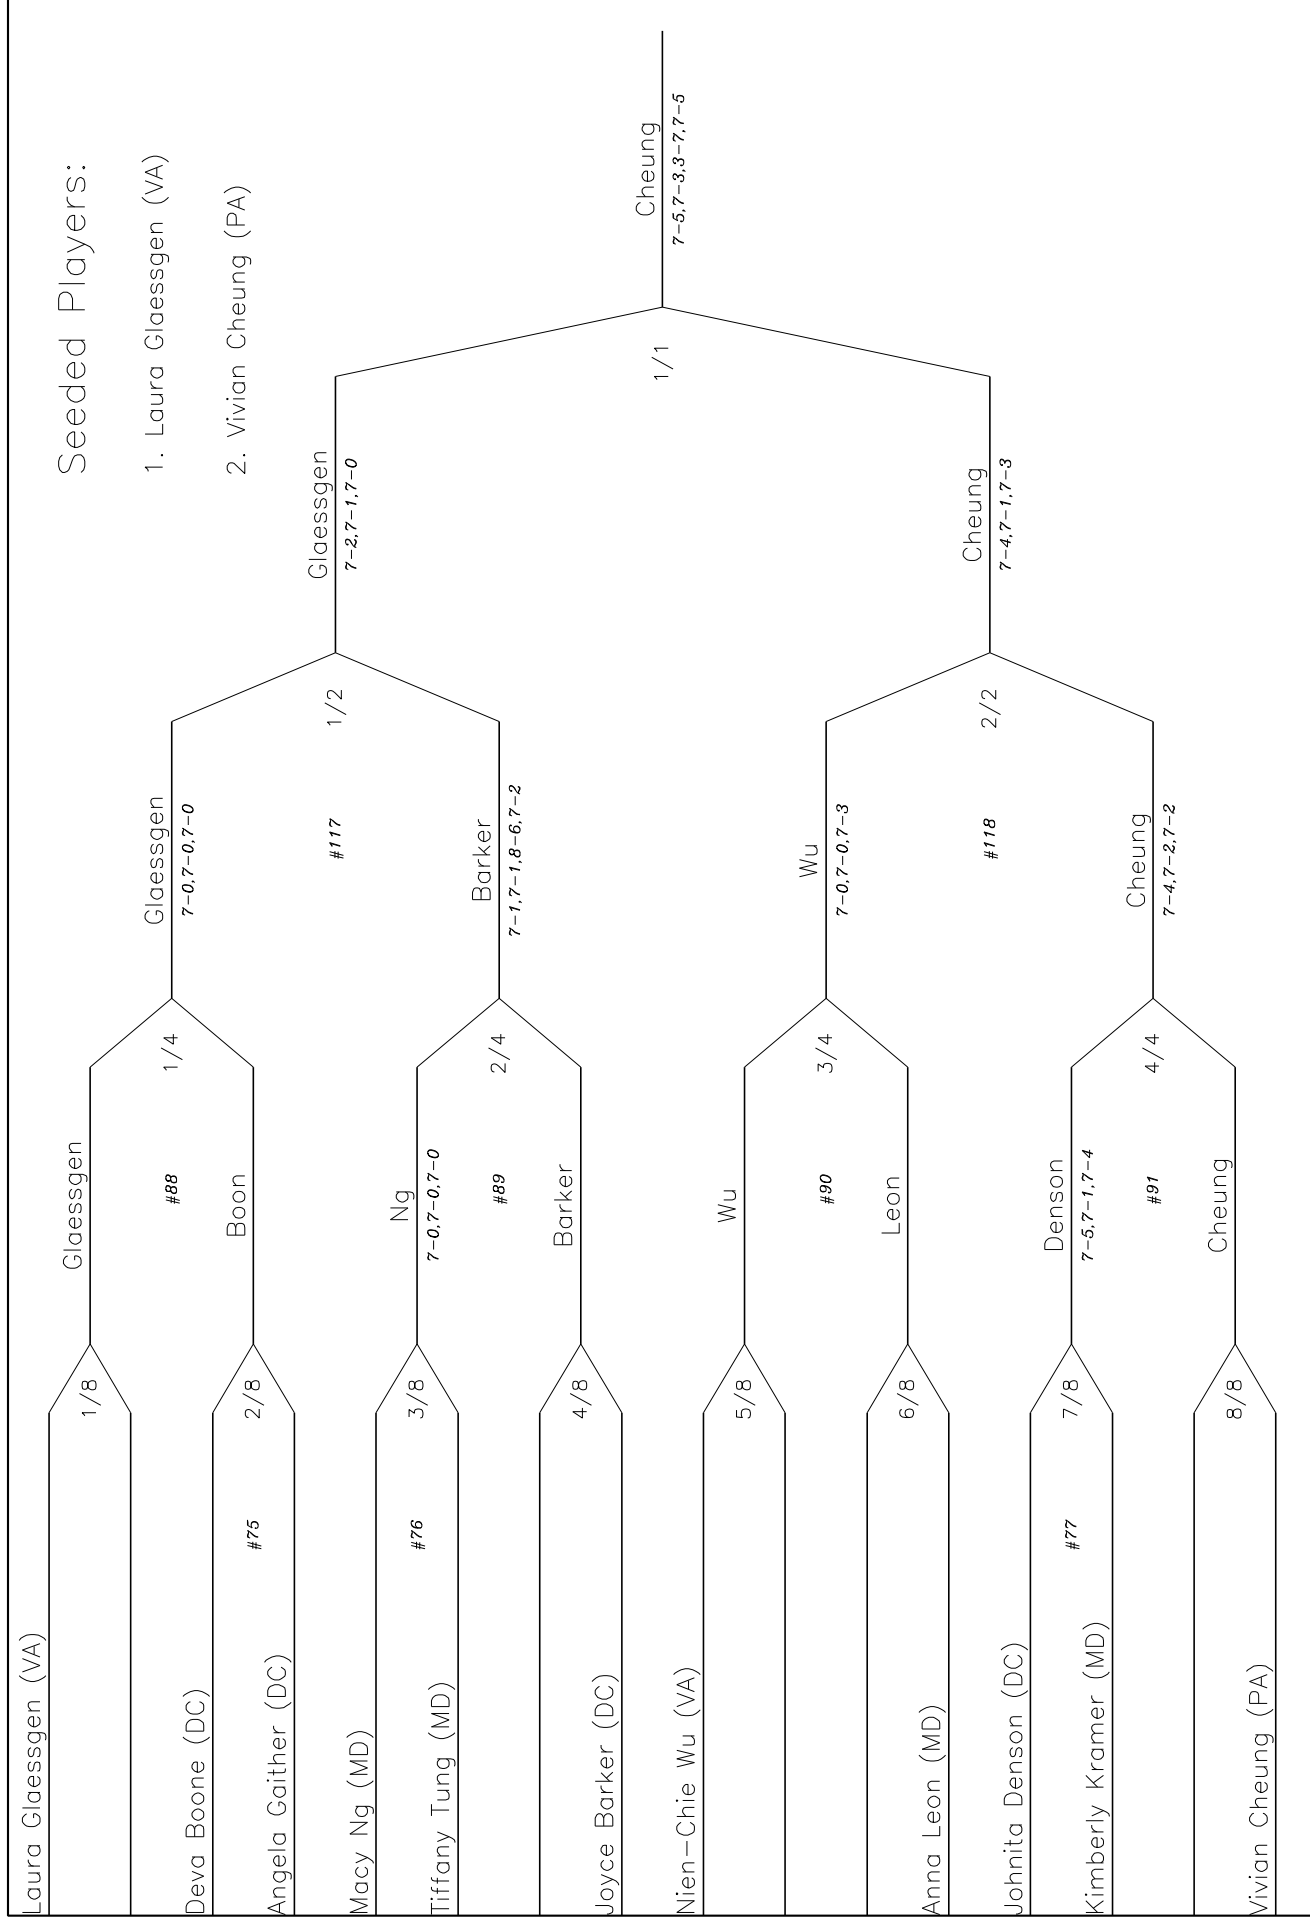 Seeded Players:
1. Laura Glaessgen (VA)
2. Vivian Cheung (PA)
Laura Glaessgen (VA)
Deva Boone (DC)
Angela Gaither (DC)
Macy Ng (MD)
Tiffany Tung (MD)
Joyce Barker (DC)
Nien-Chie Wu (VA)
Anna Leon (MD)
Johnita Denson (DC)
Kimberly Kramer (MD)
Vivian Cheung (PA)
#75
#76
#77
1/8
2/8
3/8
4/8
5/8
6/8
7/8
8/8
Glaessgen
Boon
Ng
7-0,7-0,7-0
Barker
Wu
Leon
Denson
7-5,7-1,7-4
Cheung
#88
#89
#90
#91
1/4
2/4
3/4
4/4
Glaessgen
7-0,7-0,7-0
Barker
7-1,7-1,8-6,7-2
Wu
7-0,7-0,7-3
Cheung
7-4,7-2,7-2
#117
#118
1/2
2/2
Glaessgen
7-2,7-1,7-0
Cheung
7-4,7-1,7-3
1/1
Cheung
7-5,7-3,3-7,7-5